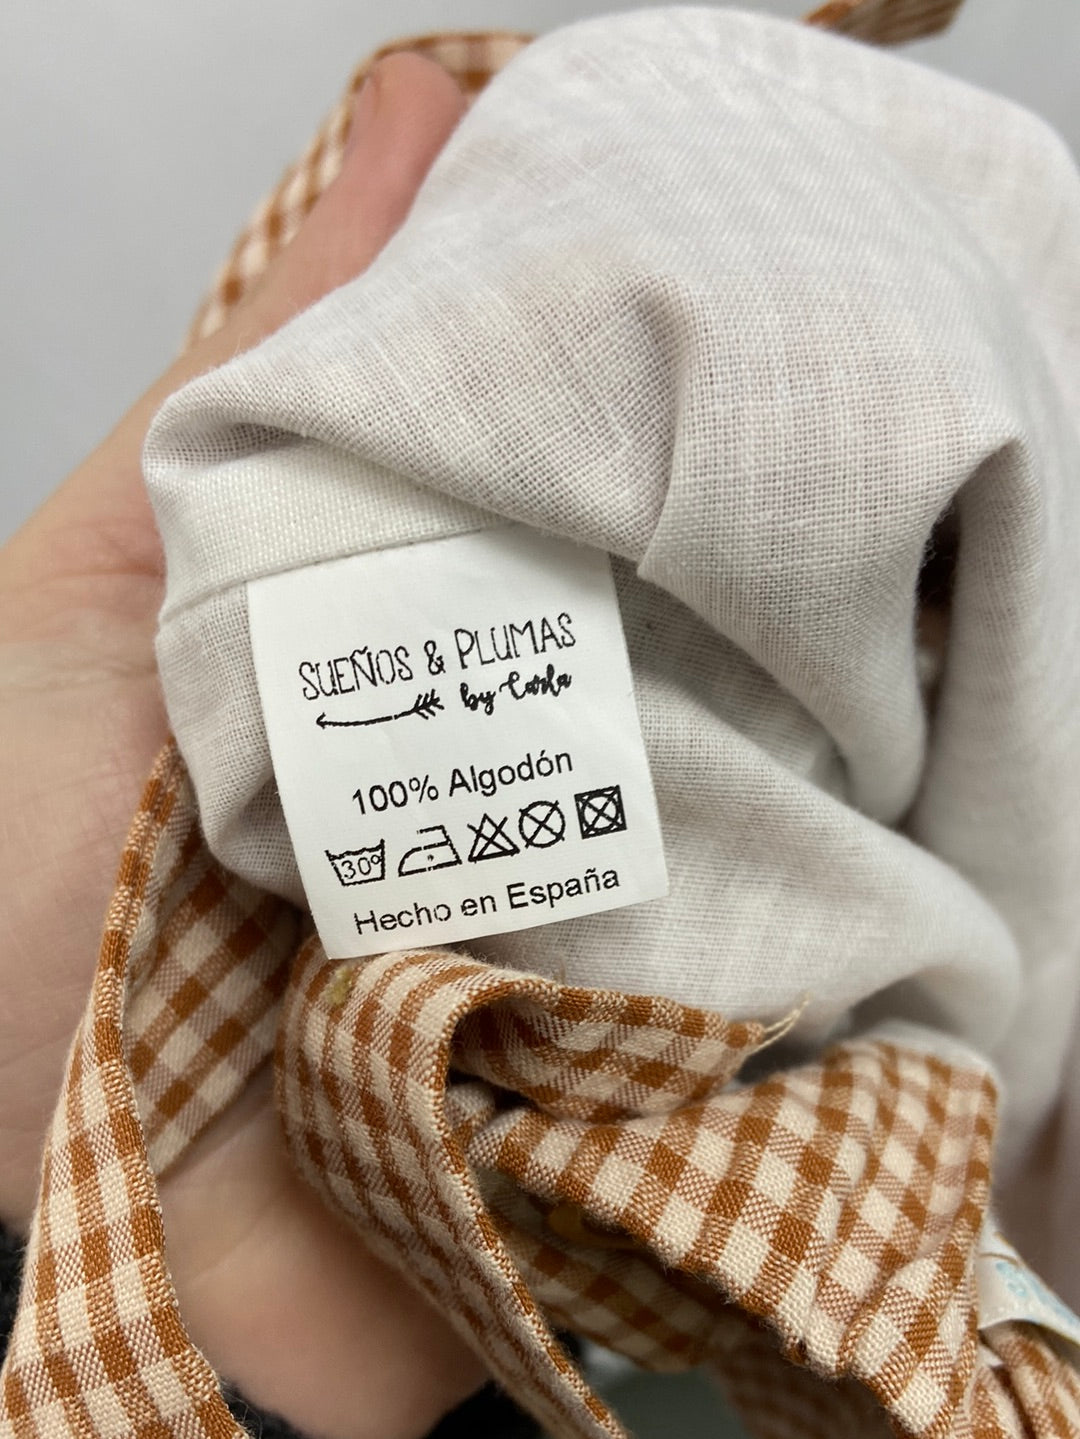 SUEÑOS & PLUMAS
by Carla
100% Algodón
30°
Hecho en España